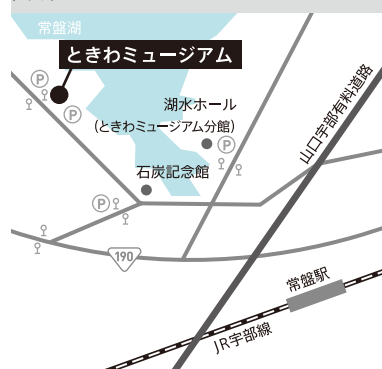 常盤湖
ときわミュージアム
P
P
湖水ホール
(ときわミュージアム分館)
P
山口宇部有料道路
石炭記念館
P
190
常盤駅
JR宇部線